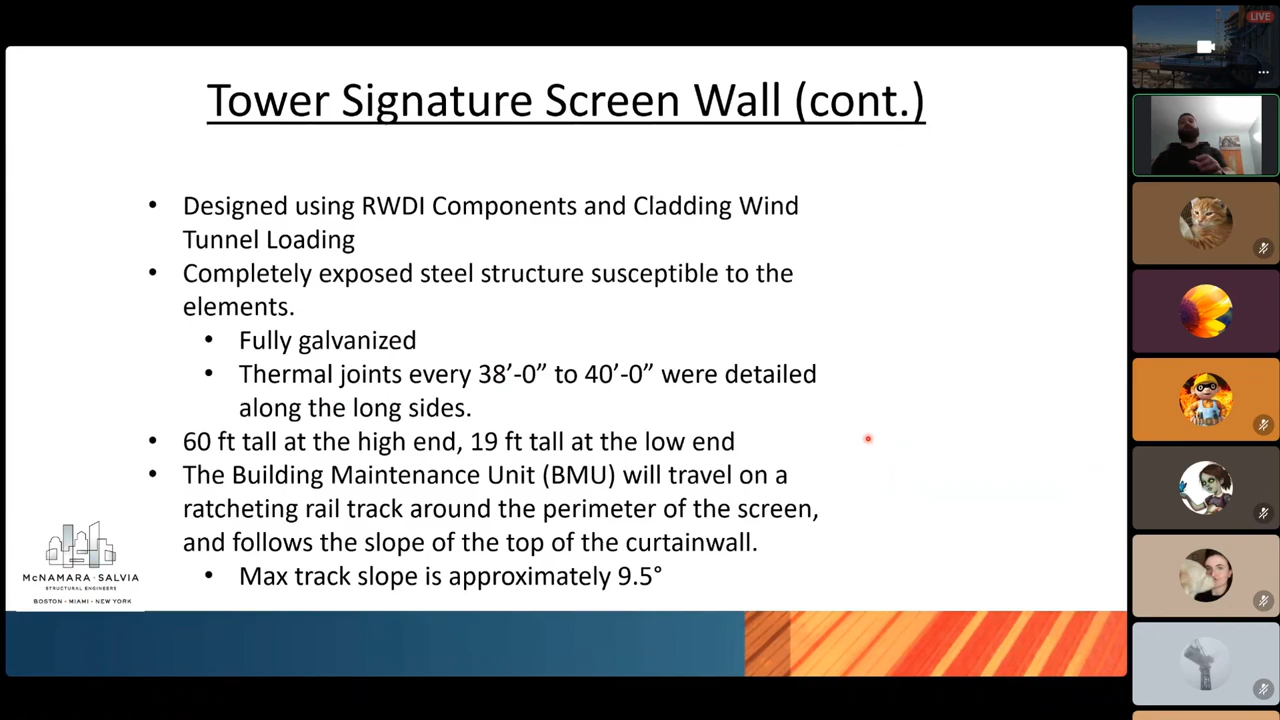 LIVE
Tower Signature Screen Wall (cont.)
• Designed using RWDI Components and Cladding Wind
Tunnel Loading
• Completely exposed steel structure susceptible to the
elements.
• Fully galvanized
• Thermal joints every 38’-0” to 40’-0” were detailed
along the long sides.
• 60 ft tall at the high end, 19 ft tall at the low end
• The Building Maintenance Unit (BMU) will travel on a
ratcheting rail track around the perimeter of the screen,
and follows the slope of the top of the curtainwall.
• Max track slope is approximately 9.5°
McNAMARA · SALVIA
STRUCTURAL ENGINEERS
BOSTON - MIAMI - NEW YORK